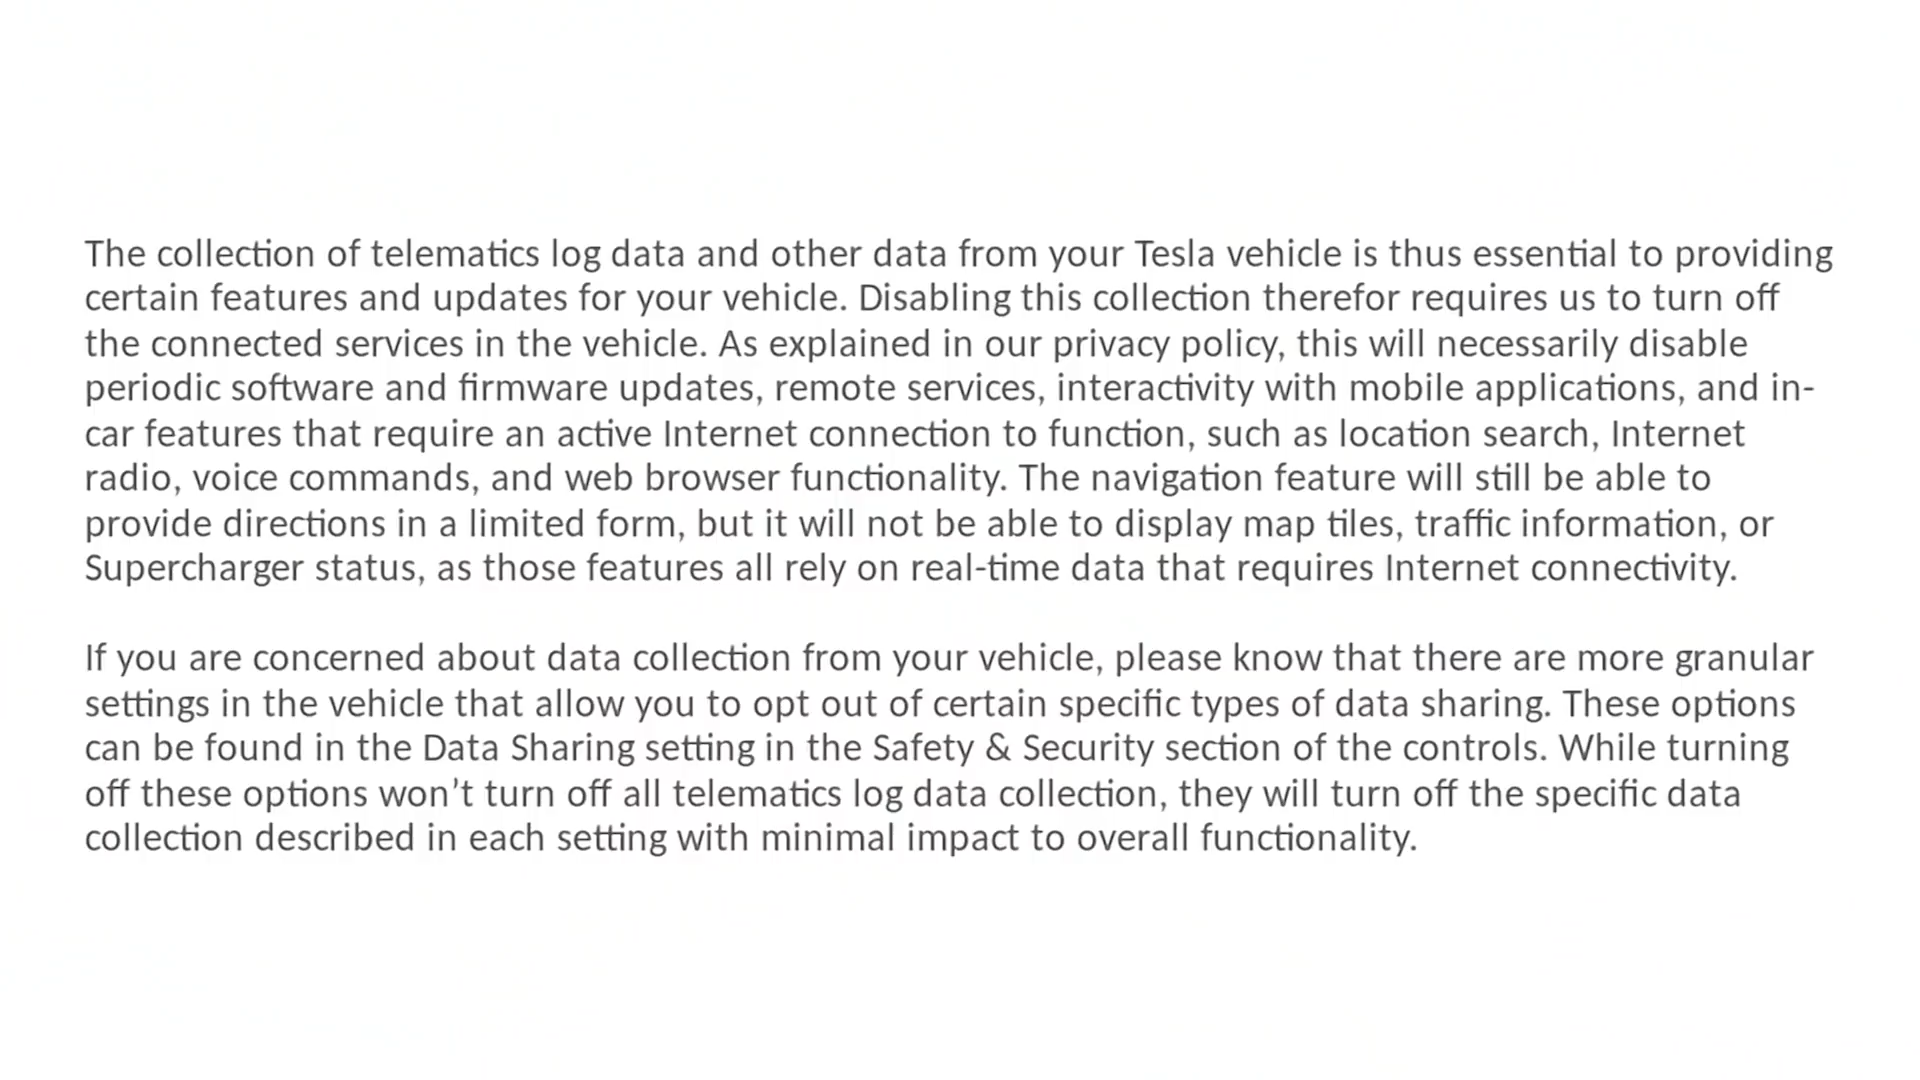 The collection of telematics log data and other data from your Tesla vehicle is thus essential to providing
certain features and updates for your vehicle. Disabling this collection therefor requires us to turn off
the connected services in the vehicle. As explained in our privacy policy, this will necessarily disable
periodic software and firmware updates, remote services, interactivity with mobile applications, and in-
car features that require an active Internet connection to function, such as location search, Internet
radio, voice commands, and web browser functionality. The navigation feature will still be able to
provide directions in a limited form, but it will not be able to display map tiles, traffic information, or
Supercharger status, as those features all rely on real-time data that requires Internet connectivity.
If you are concerned about data collection from your vehicle, please know that there are more granular
settings in the vehicle that allow you to opt out of certain specific types of data sharing. These options
can be found in the Data Sharing setting in the Safety & Security section of the controls. While turning
off these options won’t turn off all telematics log data collection, they will turn off the specific data
collection described in each setting with minimal impact to overall functionality.